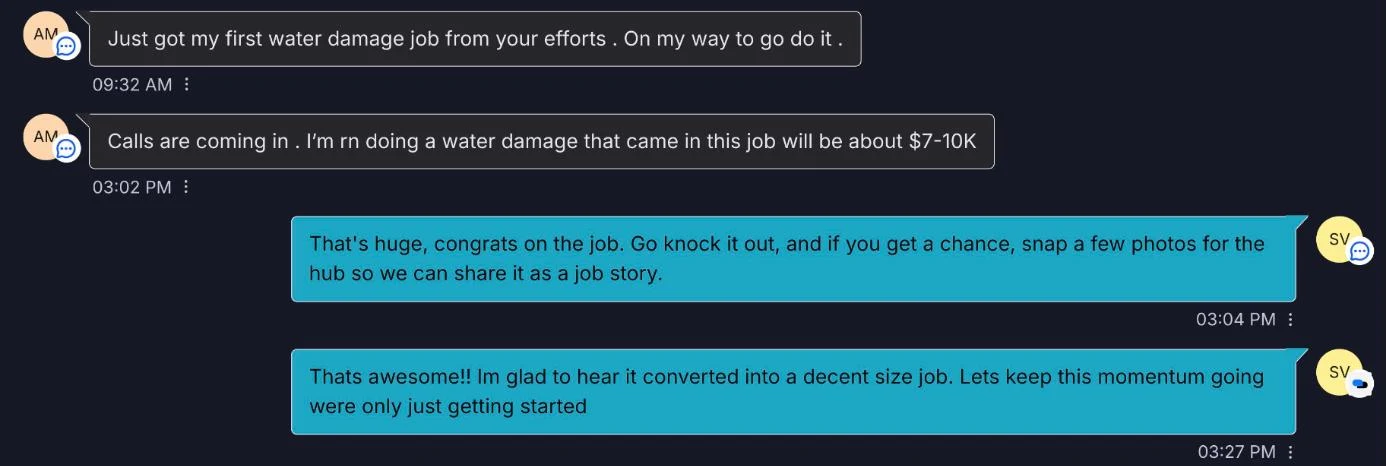 AM
Just got my first water damage job from your efforts . On my way to go do it .
09:32 AM
AM
Calls are coming in . I’m rn doing a water damage that came in this job will be about $7-10K
03:02 PM
That's huge, congrats on the job. Go knock it out, and if you get a chance, snap a few photos for the
hub so we can share it as a job story.
SV
03:04 PM
Thats awesome!! Im glad to hear it converted into a decent size job. Lets keep this momentum going
were only just getting started
SV
03:27 PM